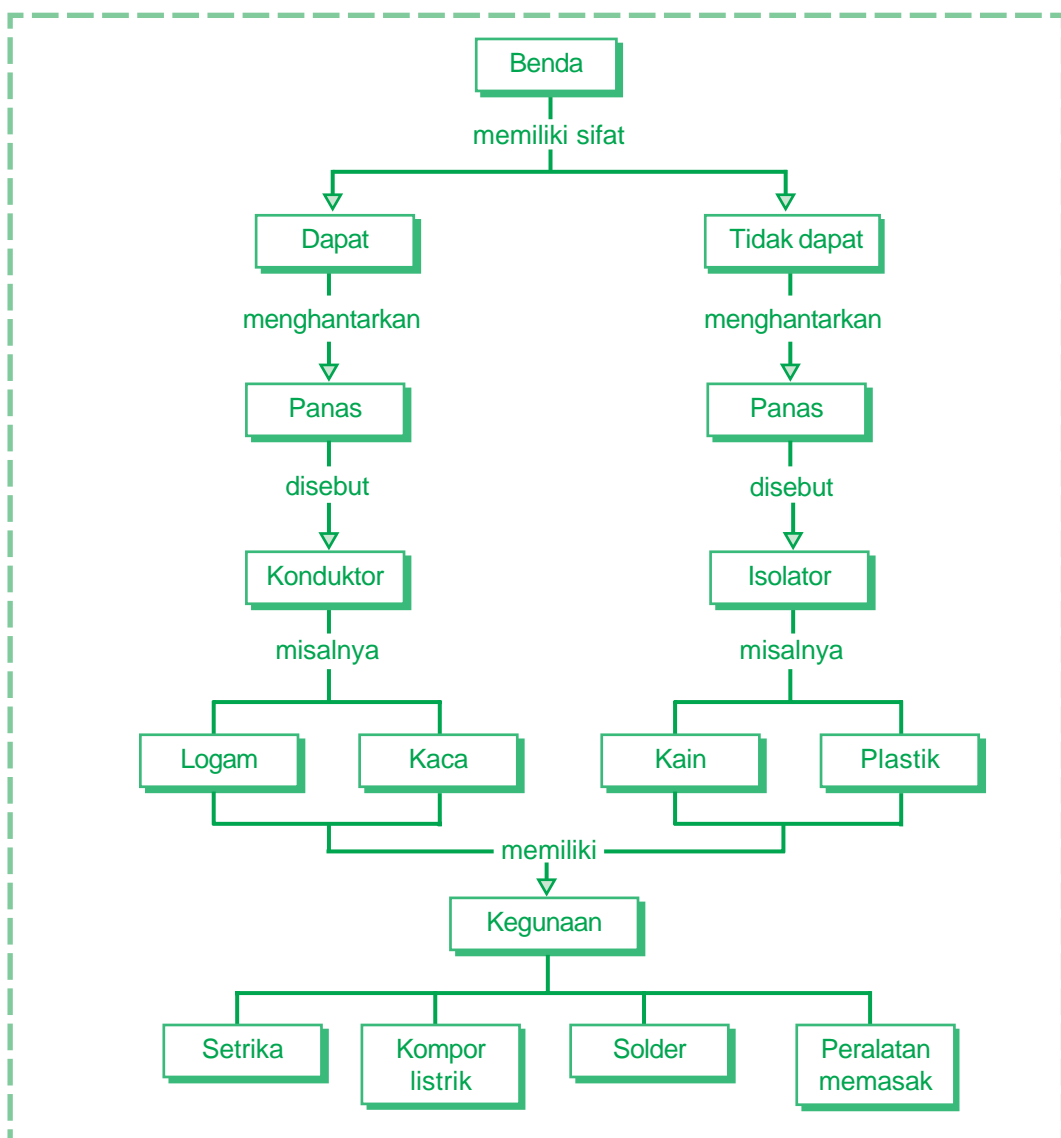 Benda
memiliki sifat
Dapat
Tidak dapat
menghantarkan
menghantarkan
Panas
Panas
disebut
disebut
Konduktor
Isolator
misalnya
misalnya
Logam
Kaca
Kain
Plastik
memiliki
Kegunaan
Setrika
Kompor
listrik
Solder
Peralatan
memasak